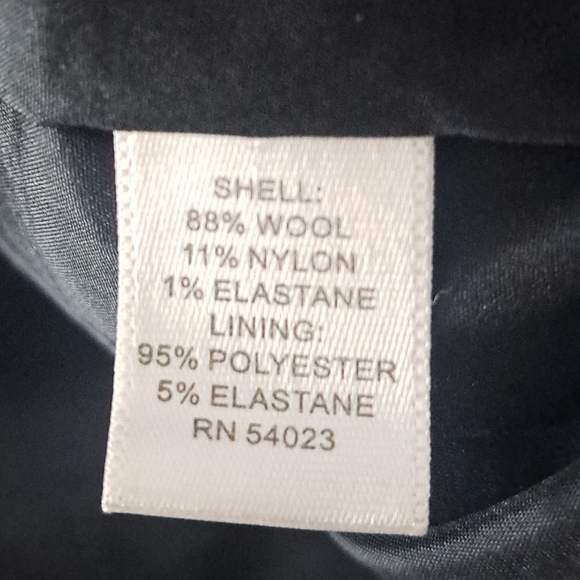 SHELL:
88% WOOL
11% NYLON
1% ELASTANE
LINING:
95% POLYESTER
5% ELASTANE
RN 54023